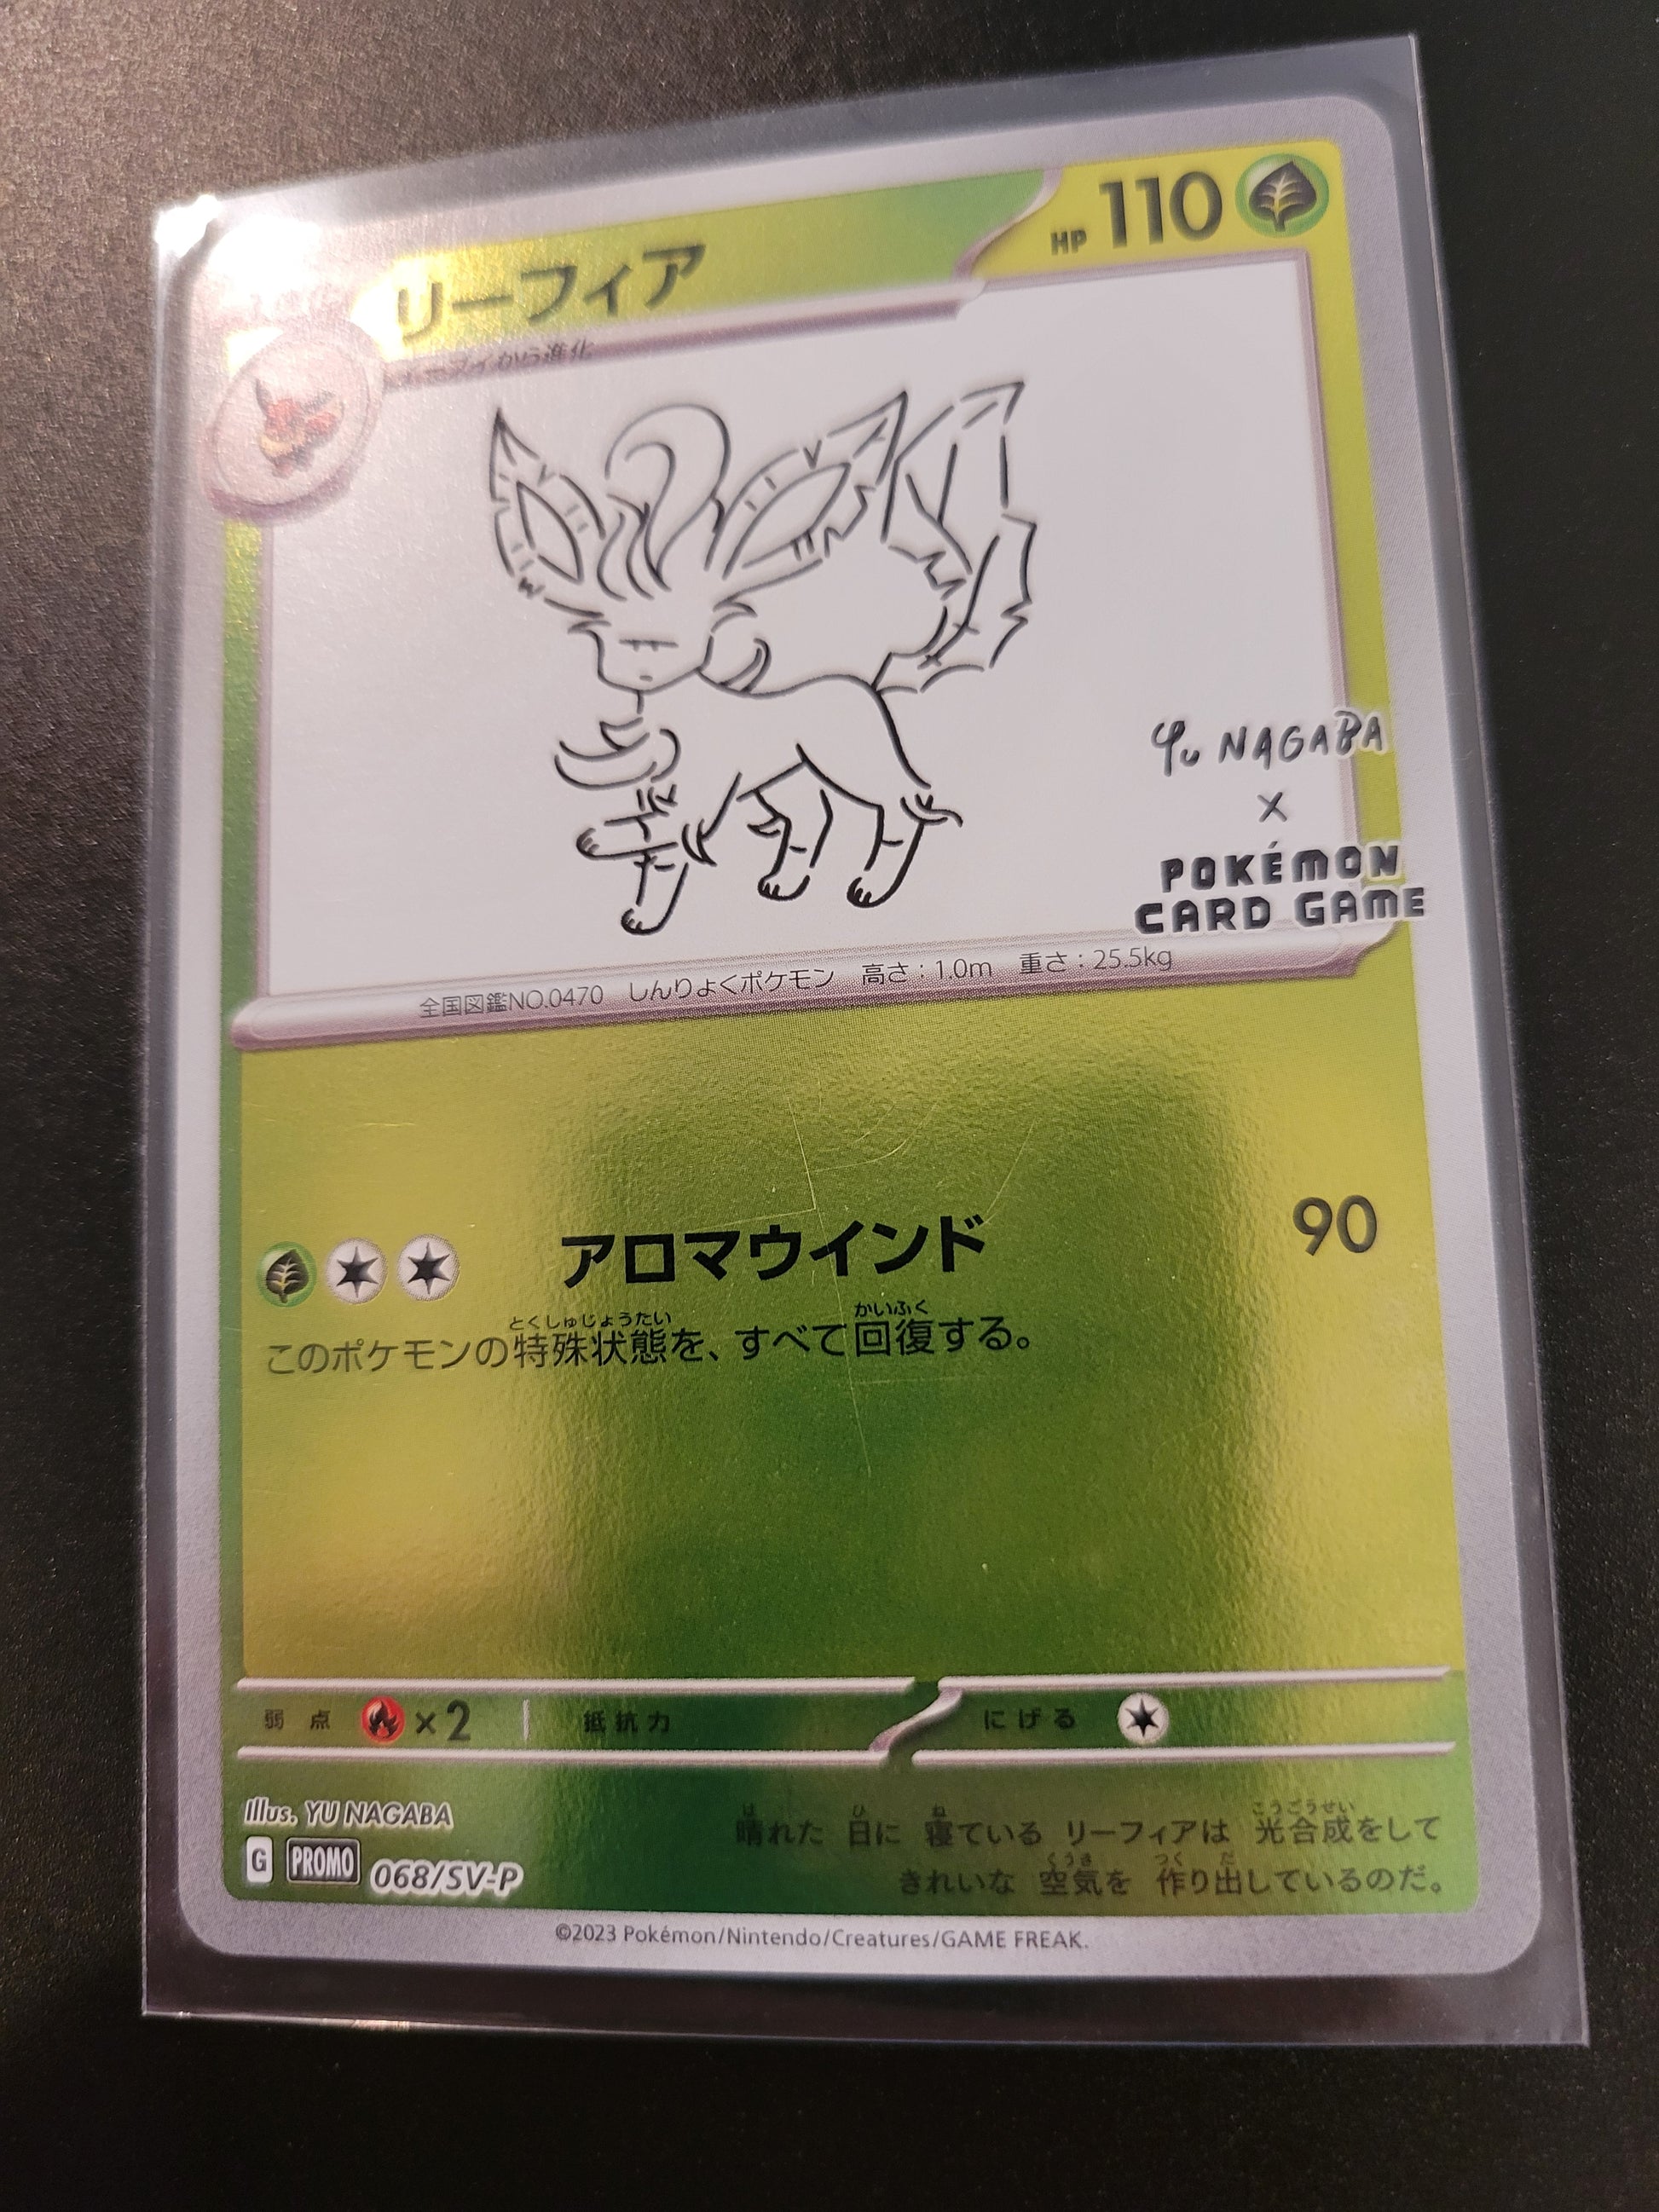 リーフィア
HP 110
から進化
Yu NAGABA
×
POKÉMON
CARD GAME
全国図鑑NO.0470 しんりょくポケモン 高さ:1.0m 重さ:25.5kg
アロマウインド 90
とくしゅじょうたい かいふく
このポケモンの特殊状態を、すべて回復する。
弱点 ×2 抵抗力 にげる
Illus. YU NAGABA
は ひ ね こうごうせい
晴れた 日に 寝ている リーフィアは 光合成をして
くうき つく だ
きれいな 空気を 作り出しているのだ。
G PROMO 068/SV-P
©2023 Pokémon/Nintendo/Creatures/GAME FREAK.